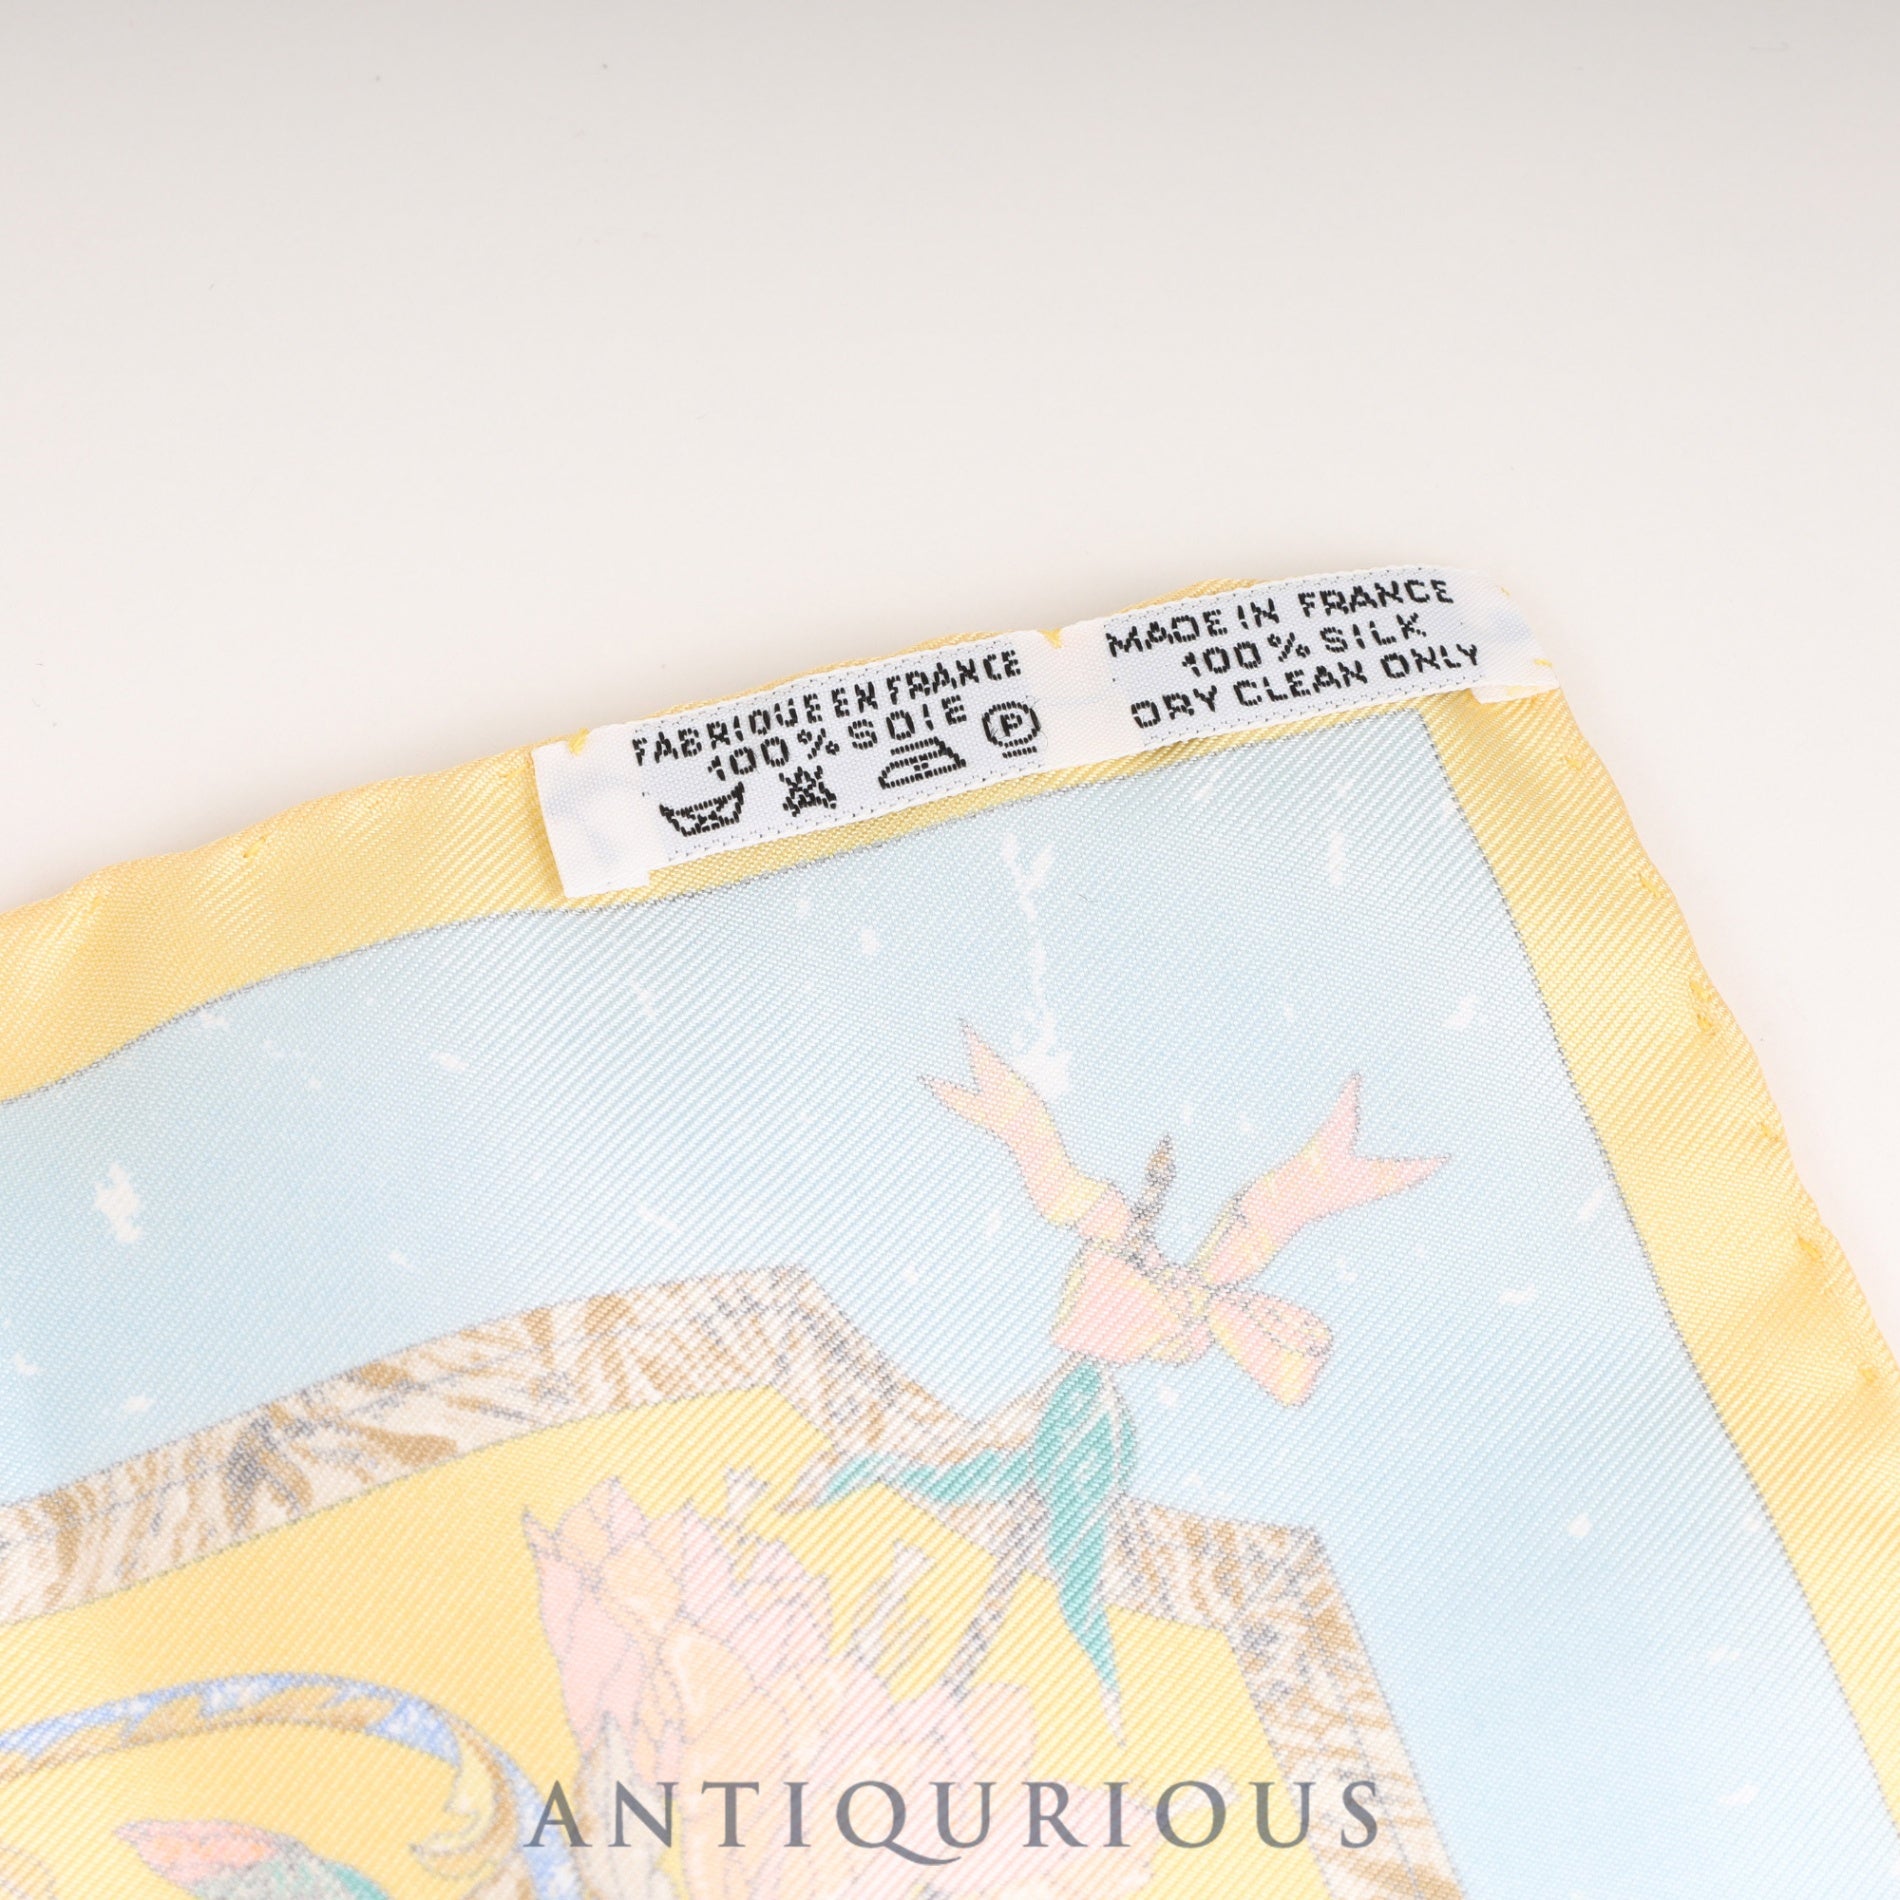 FABRIQUE EN FRANCE
100% SOIE
P
MADE IN FRANCE
100% SILK
DRY CLEAN ONLY
ANTIQURIOUS